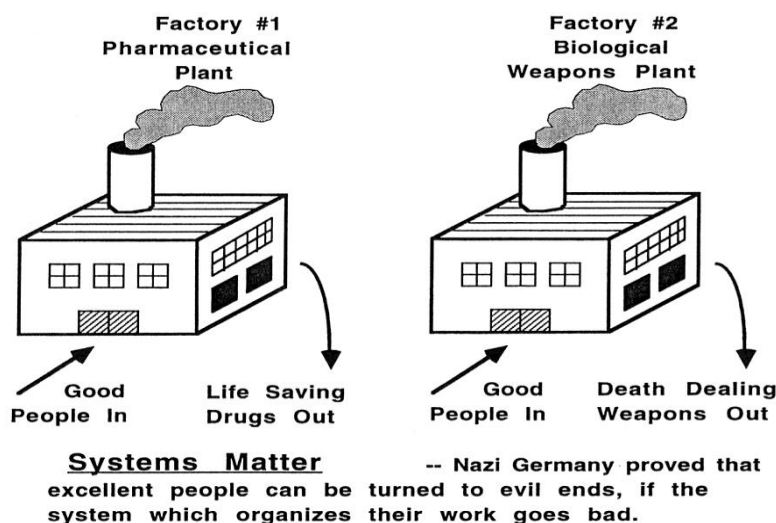 Factory #1
Pharmaceutical
Plant
Factory #2
Biological
Weapons Plant
Good
People In
Life Saving
Drugs Out
Good
People In
Death Dealing
Weapons Out
Systems Matter -- Nazi Germany proved that
excellent people can be turned to evil ends, if the
system which organizes their work goes bad.